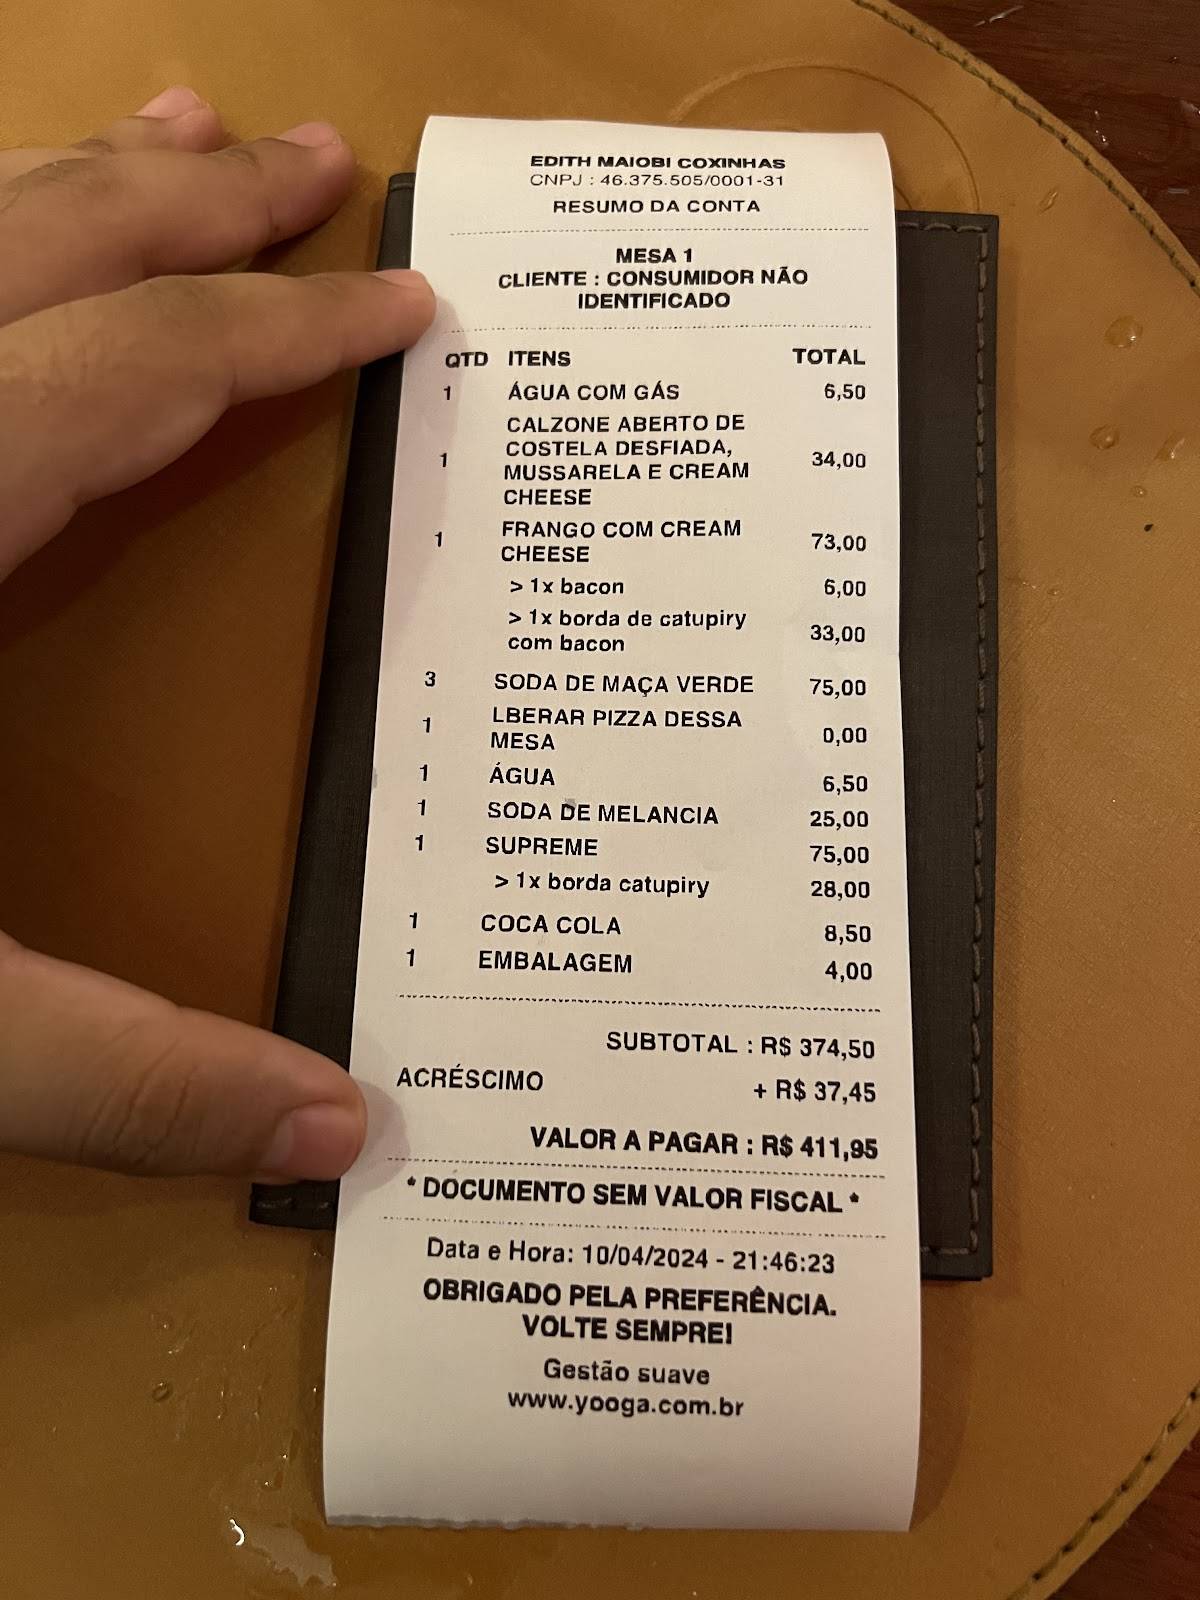 EDITH MAIOBI COXINHAS
CNPJ : 46.375.505/0001-31
RESUMO DA CONTA
MESA 1
CLIENTE : CONSUMIDOR NÃO
IDENTIFICADO
QTD ITENS TOTAL
1 ÁGUA COM GÁS 6,50
CALZONE ABERTO DE
COSTELA DESFIADA,
1 34,00
MUSSARELA E CREAM
CHEESE
FRANGO COM CREAM
1 73,00
CHEESE
> 1x bacon 6,00
> 1x borda de catupiry
33,00
com bacon
3 SODA DE MAÇA VERDE 75,00
LBERAR PIZZA DESSA
1 0,00
MESA
1 ÁGUA 6,50
1 SODA DE MELANCIA 25,00
1 SUPREME 75,00
> 1x borda catupiry 28,00
1 COCA COLA 8,50
1 EMBALAGEM 4,00
SUBTOTAL : R$ 374,50
ACRÉSCIMO + R$ 37,45
VALOR A PAGAR : R$ 411,95
* DOCUMENTO SEM VALOR FISCAL *
Data e Hora: 10/04/2024 - 21:46:23
OBRIGADO PELA PREFERÊNCIA.
VOLTE SEMPRE!
Gestão suave
www.yooga.com.br